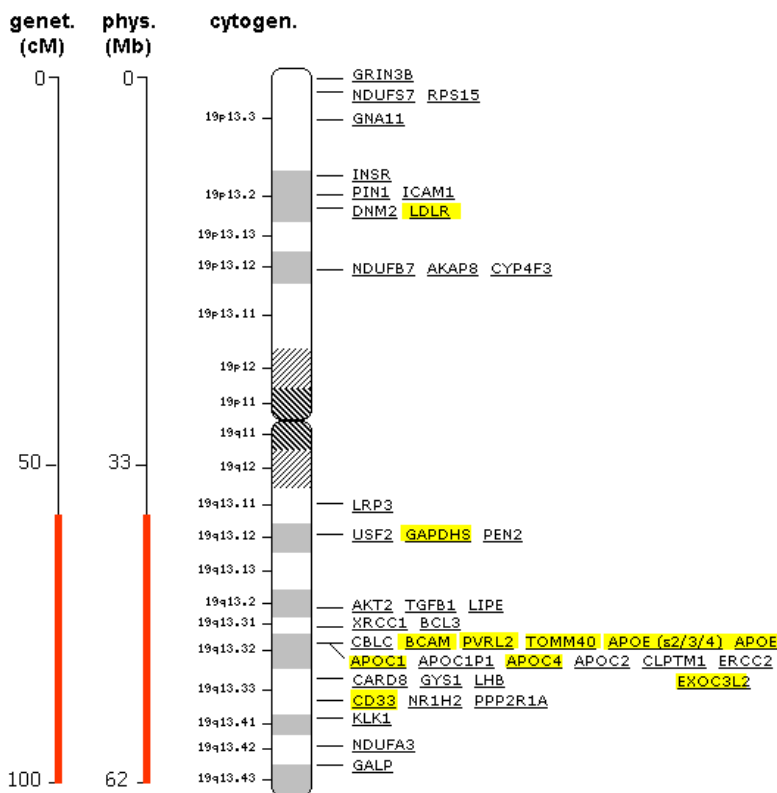 genet. phys. cytogen.
(cM) (Mb)
0 0
GRIN3B
NDUFS7 RPS15
19p13.3 GNA11
INSR
19p13.2 PIN1 ICAM1
DNM2 LDLR
19p13.13
19p13.12 NDUFB7 AKAP8 CYP4F3
19p13.11
19p12
19p11
19q11
50 33
19q12
19q13.11 LRP3
19q13.12 USF2 GAPDHS PEN2
19q13.13
19q13.2 AKT2 TGFB1 LIPE
19q13.31 XRCC1 BCL3
19q13.32 CBLC BCAM PVRL2 TOMM40 APOE (s2/3/4) APOE
APOC1 APOC1P1 APOC4 APOC2 CLPTM1 ERCC2
19q13.33 CARD8 GYS1 LHB EXOC3L2
CD33 NR1H2 PPP2R1A
19q13.41 KLK1
19q13.42 NDUFA3
GALP
100 62 19q13.43